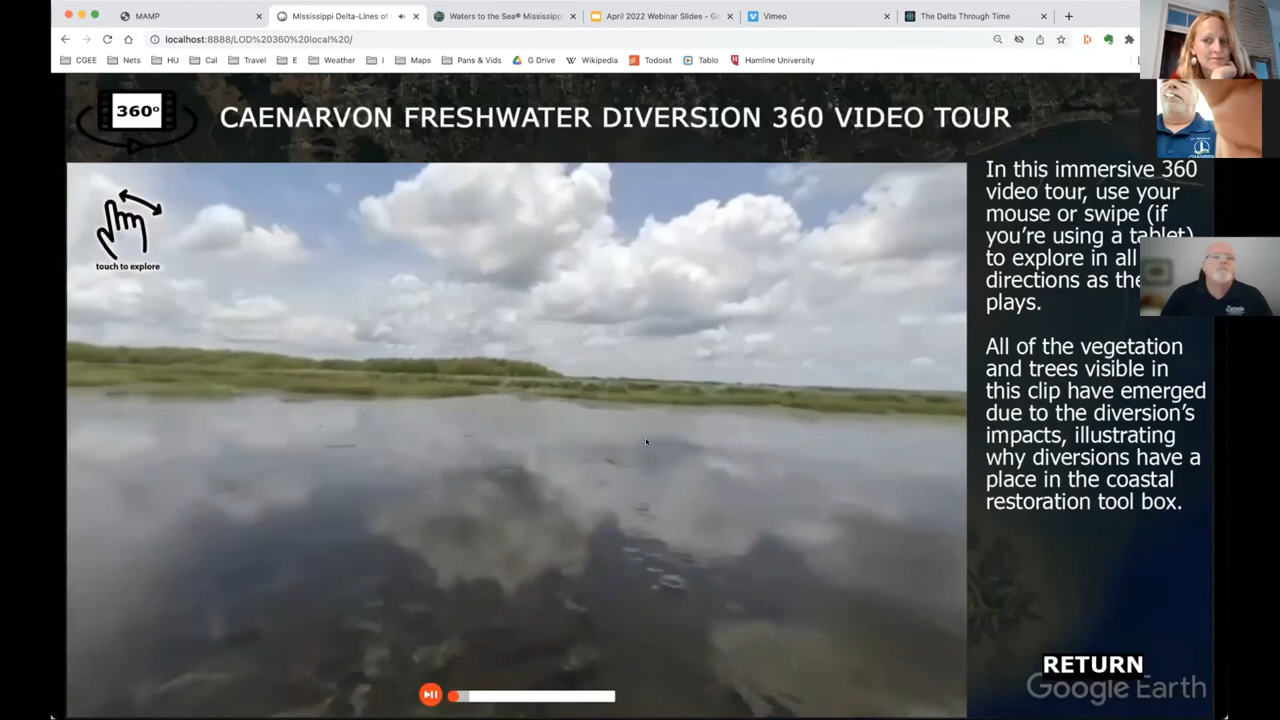 MAMP
Mississippi Delta-Lines of
Waters to the Sea® Mississipp
April 2022 Webinar Slides - Go
Vimeo
The Delta Through Time
localhost:8888/LOD%20360%20local%20/
CGEE
Nets
HU
Cal
Travel
E
Weather
I
Maps
Pans & Vids
G Drive
Wikipedia
Todoist
Tablo
Hamline University
360º
CAENARVON FRESHWATER DIVERSION 360 VIDEO TOUR
touch to explore
In this immersive 360
video tour, use your
mouse or swipe (if
you’re using a tablet)
to explore in all
directions as the
plays.
All of the vegetation
and trees visible in
this clip have emerged
due to the diversion’s
impacts, illustrating
why diversions have a
place in the coastal
restoration tool box.
RETURN
Google Earth